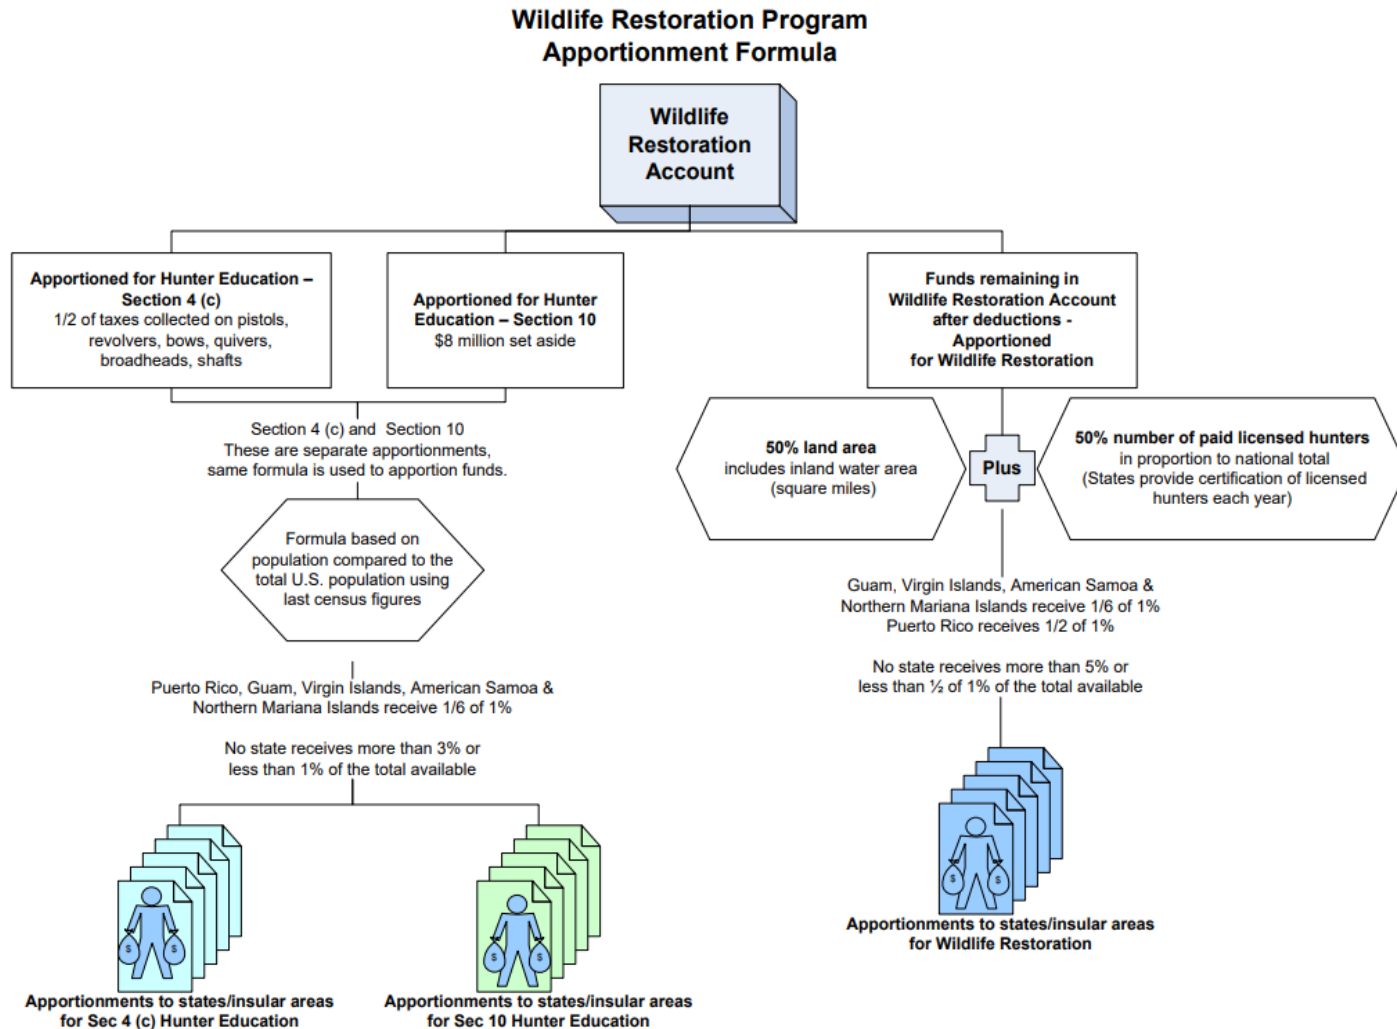 Wildlife Restoration Program
Apportionment Formula
Wildlife
Restoration
Account
Apportioned for Hunter Education –
Section 4 (c)
1/2 of taxes collected on pistols,
revolvers, bows, quivers,
broadheads, shafts
Apportioned for Hunter
Education – Section 10
$8 million set aside
Funds remaining in
Wildlife Restoration Account
after deductions -
Apportioned
for Wildlife Restoration
Section 4 (c) and Section 10
These are separate apportionments,
same formula is used to apportion funds.
50% land area
includes inland water area
(square miles)
Plus
50% number of paid licensed hunters
in proportion to national total
(States provide certification of licensed
hunters each year)
Formula based on
population compared to the
total U.S. population using
last census figures
Guam, Virgin Islands, American Samoa &
Northern Mariana Islands receive 1/6 of 1%
Puerto Rico receives 1/2 of 1%
No state receives more than 5% or
less than ½ of 1% of the total available
Puerto Rico, Guam, Virgin Islands, American Samoa &
Northern Mariana Islands receive 1/6 of 1%
No state receives more than 3% or
less than 1% of the total available
$ $
$ $
$ $
Apportionments to states/insular areas
for Wildlife Restoration
Apportionments to states/insular areas
for Sec 4 (c) Hunter Education
Apportionments to states/insular areas
for Sec 10 Hunter Education